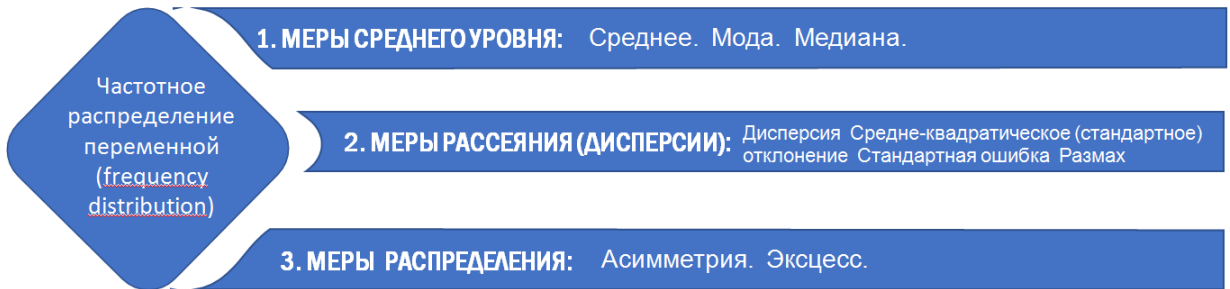 Частотное
распределение
переменной
(frequency
distribution)
1. МЕРЫ СРЕДНЕГО УРОВНЯ: Среднее. Мода. Медиана.
2. МЕРЫ РАССЕЯНИЯ (ДИСПЕРСИИ): Дисперсия Средне-квадратическое (стандартное)
отклонение Стандартная ошибка Размах
3. МЕРЫ РАСПРЕДЕЛЕНИЯ: Асимметрия. Эксцесс.